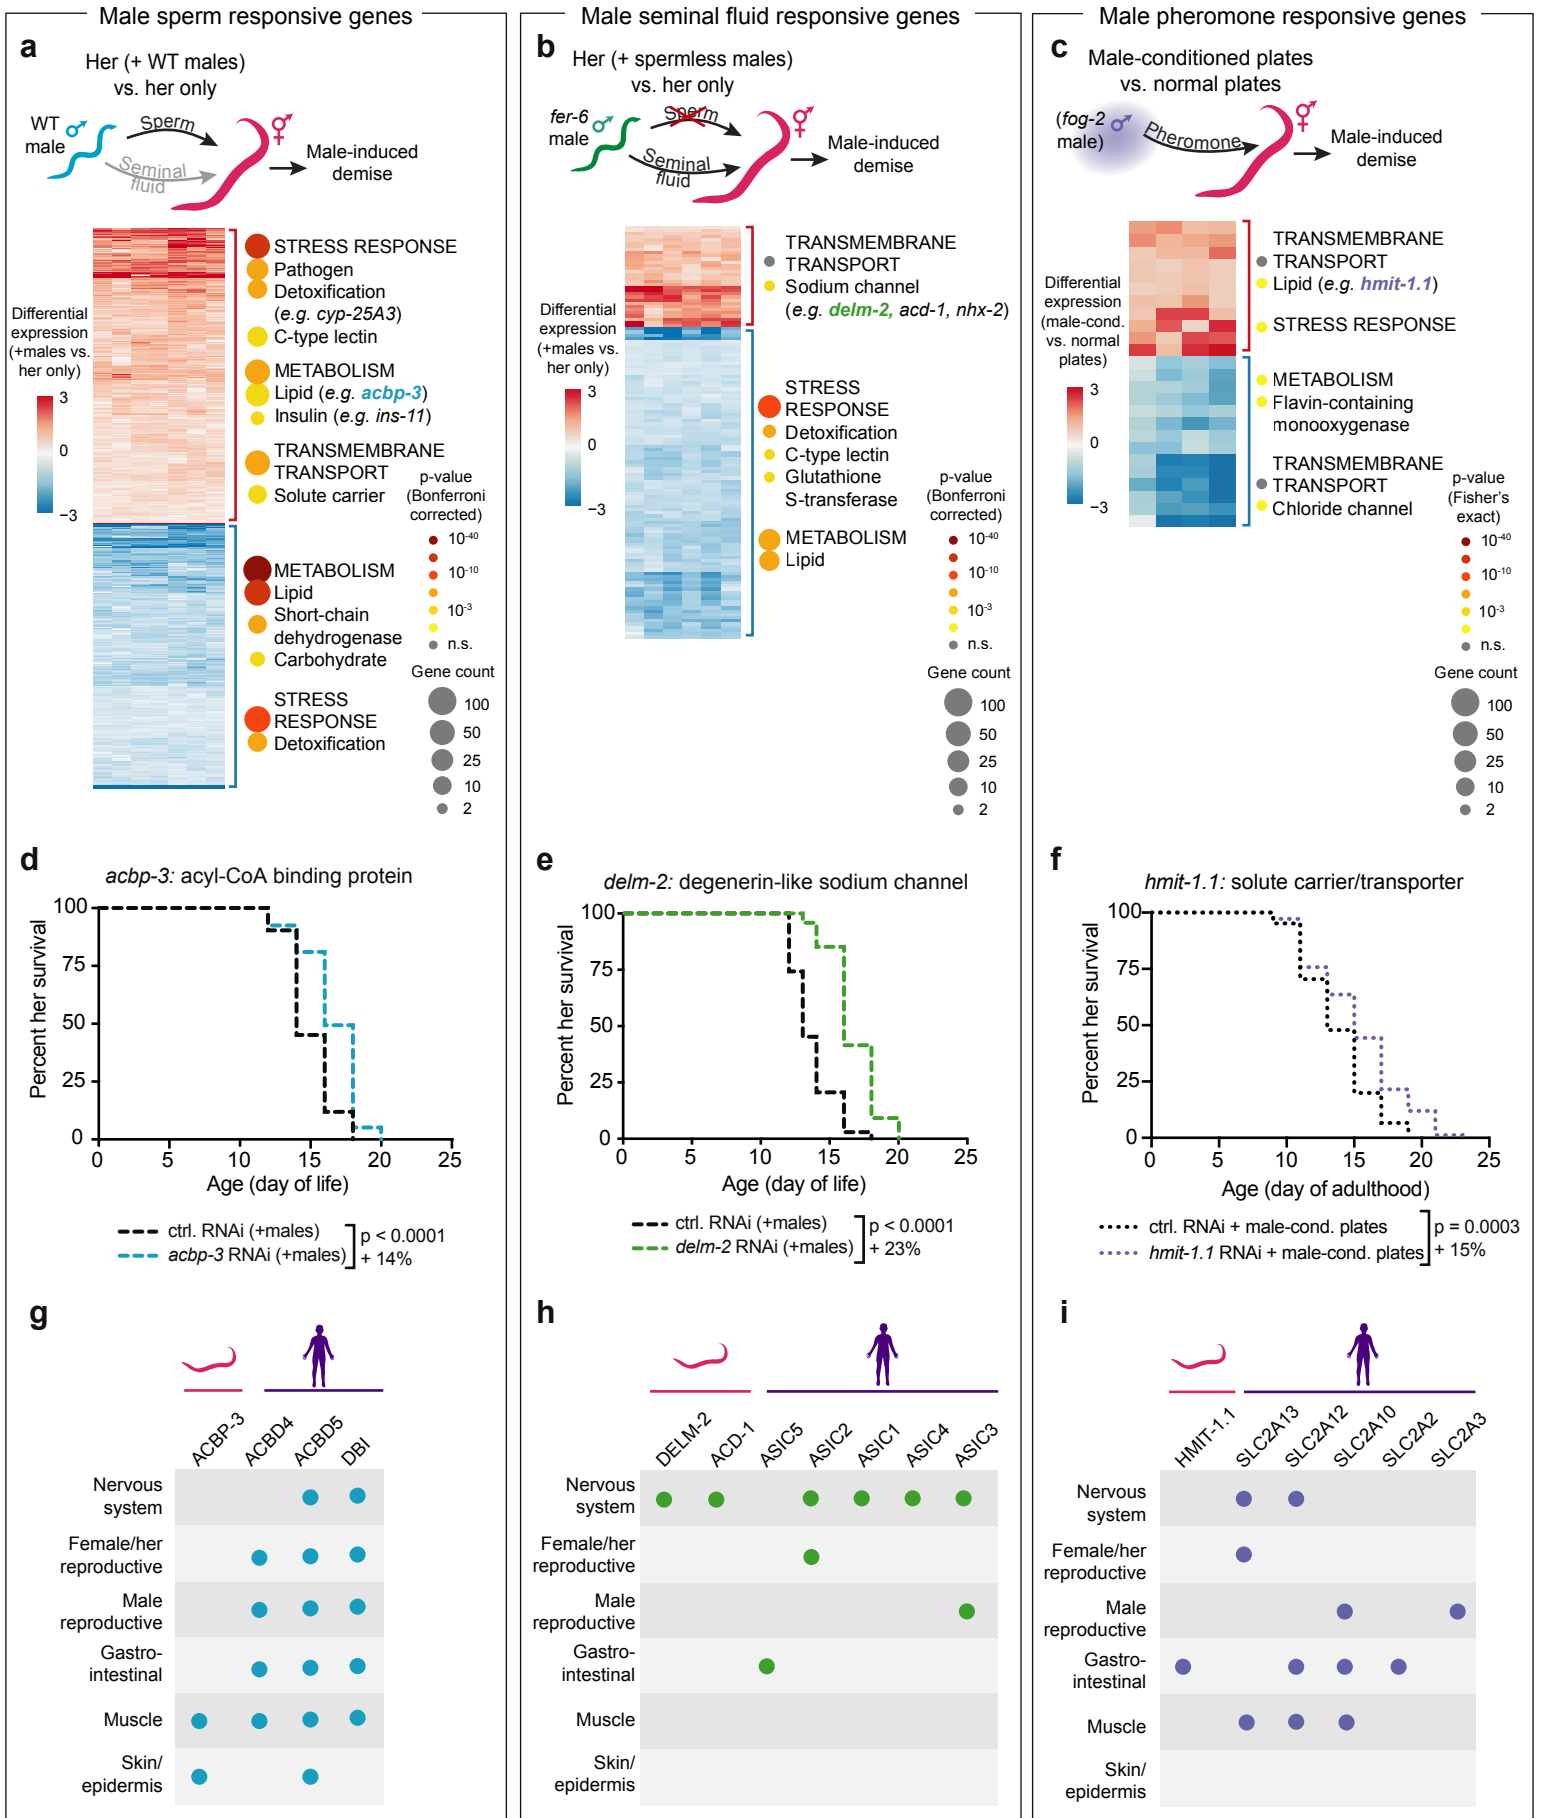 Male sperm responsive genes
a
Her (+ WT males)
vs. her only
WT
male
Sperm
Seminal
fluid
Male-induced
demise
Differential
expression
(+males vs.
her only)
3
0
−3
STRESS RESPONSE
Pathogen
Detoxification
(e.g. cyp-25A3)
C-type lectin
METABOLISM
Lipid (e.g. acbp-3)
Insulin (e.g. ins-11)
TRANSMEMBRANE
TRANSPORT
Solute carrier
METABOLISM
Lipid
Short-chain
dehydrogenase
Carbohydrate
STRESS
RESPONSE
Detoxification
p-value
(Bonferroni
corrected)
10-40
10-10
10-3
n.s.
Gene count
100
50
25
10
2
Male seminal fluid responsive genes
b
Her (+ spermless males)
vs. her only
fer-6
male
Sperm
Seminal
fluid
Male-induced
demise
Differential
expression
(+males vs.
her only)
3
0
−3
TRANSMEMBRANE
TRANSPORT
Sodium channel
(e.g. delm-2, acd-1, nhx-2)
STRESS
RESPONSE
Detoxification
C-type lectin
Glutathione
S-transferase
METABOLISM
Lipid
p-value
(Bonferroni
corrected)
10-40
10-10
10-3
n.s.
Gene count
100
50
25
10
2
Male pheromone responsive genes
c
Male-conditioned plates
vs. normal plates
(fog-2
male)
Pheromone
Male-induced
demise
Differential
expression
(male-cond.
vs. normal
plates)
3
0
−3
TRANSMEMBRANE
TRANSPORT
Lipid (e.g. hmit-1.1)
STRESS RESPONSE
METABOLISM
Flavin-containing
monooxygenase
TRANSMEMBRANE
TRANSPORT
Chloride channel
p-value
(Fisher's
exact)
10-40
10-10
10-3
n.s.
Gene count
100
50
25
10
2
d
acbp-3: acyl-CoA binding protein
Percent her survival
100
75
50
25
0
0 5 10 15 20 25
Age (day of life)
ctrl. RNAi (+males)
acbp-3 RNAi (+males)
p < 0.0001
+ 14%
e
delm-2: degenerin-like sodium channel
Percent her survival
100
75
50
25
0
0 5 10 15 20 25
Age (day of life)
ctrl. RNAi (+males)
delm-2 RNAi (+males)
p < 0.0001
+ 23%
f
hmit-1.1: solute carrier/transporter
Percent her survival
100
75
50
25
0
0 5 10 15 20 25
Age (day of adulthood)
ctrl. RNAi + male-cond. plates
hmit-1.1 RNAi + male-cond. plates
p = 0.0003
+ 15%
g
ACBP-3 ACBD4 ACBD5 DBI
Nervous
system
Female/her
reproductive
Male
reproductive
Gastro-
intestinal
Muscle
Skin/
epidermis
h
DELM-2 ACD-1 ASIC5 ASIC2 ASIC1 ASIC4 ASIC3
Nervous
system
Female/her
reproductive
Male
reproductive
Gastro-
intestinal
Muscle
Skin/
epidermis
i
HMIT-1.1 SLC2A13 SLC2A12 SLC2A10 SLC2A2 SLC2A3
Nervous
system
Female/her
reproductive
Male
reproductive
Gastro-
intestinal
Muscle
Skin/
epidermis